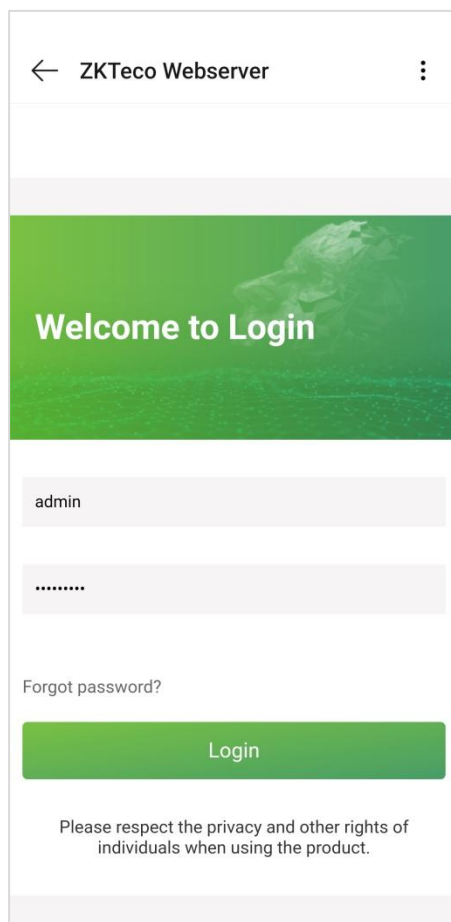 ZKTeco Webserver
Welcome to Login
admin
•••••••••
Forgot password?
Login
Please respect the privacy and other rights of
individuals when using the product.